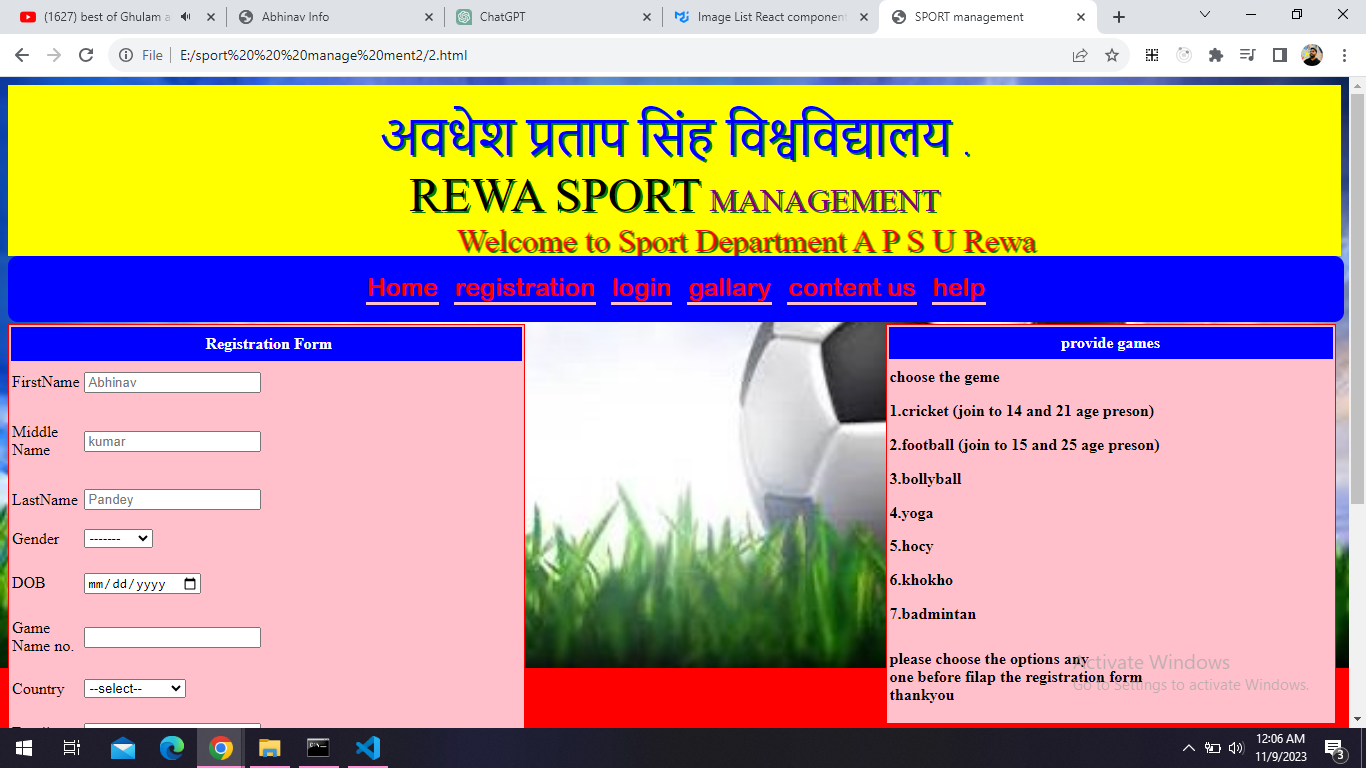 (1627) best of Ghulam a
Abhinav Info
ChatGPT
Image List React component
SPORT management
File
E:/sport%20%20%20manage%20ment2/2.html
अवधेश प्रताप सिंह विश्वविद्यालय .
REWA SPORT MANAGEMENT
Welcome to Sport Department A P S U Rewa
Home registration login gallary content us help
Registration Form
FirstName Abhinav
Middle
Name
kumar
LastName Pandey
Gender -------
DOB mm/dd/yyyy
Game
Name no.
Country --select--
provide games
choose the geme
1.cricket (join to 14 and 21 age preson)
2.football (join to 15 and 25 age preson)
3.bollyball
4.yoga
5.hocy
6.khokho
7.badmintan
please choose the options any
one before filap the registration form
thankyou
Activate Windows
Go to Settings to activate Windows.
12:06 AM
11/9/2023
3